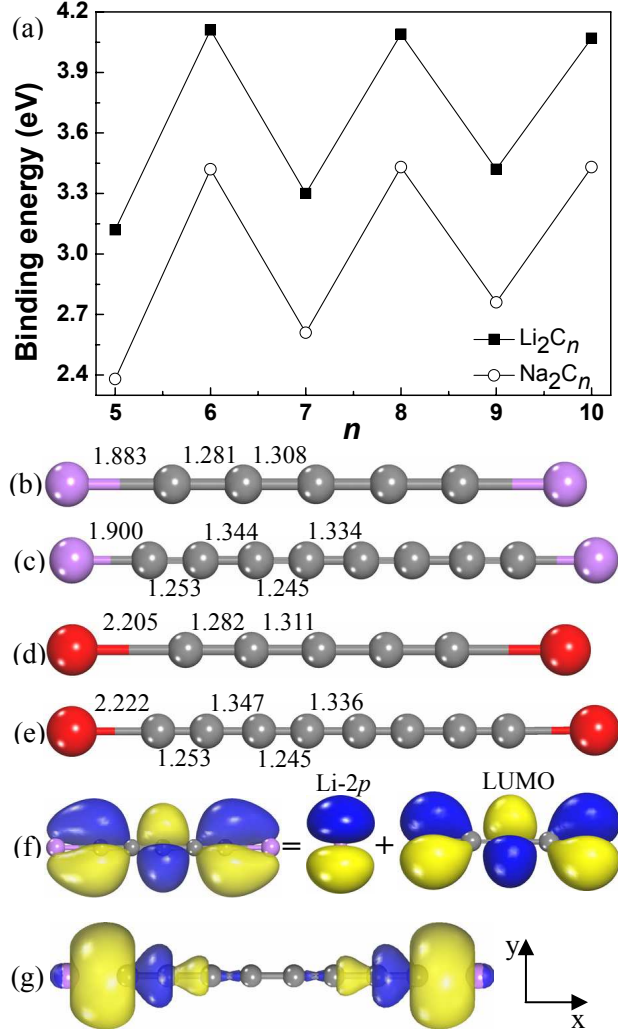 (a)
4.2
3.9
3.6
3.3
3.0
2.7
2.4
Binding energy (eV)
Li2Cn
Na2Cn
5 6 7 8 9 10
n
(b) 1.883 1.281 1.308
(c) 1.900 1.344 1.334
1.253 1.245
(d) 2.205 1.282 1.311
(e) 2.222 1.347 1.336
1.253 1.245
Li-2p LUMO
(f) = +
(g) y
x